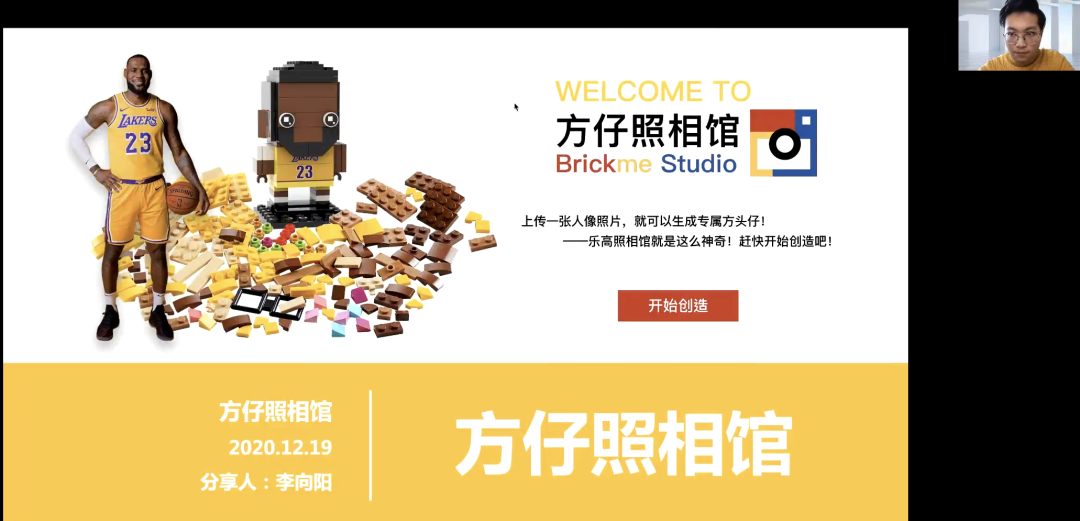 LAKERS
23
SPALDING
LAKERS
23
WELCOME TO
方仔照相馆
Brickme Studio
上传一张人像照片，就可以生成专属方头仔！
——乐高照相馆就是这么神奇！赶快开始创造吧！
开始创造
方仔照相馆
2020.12.19
分享人：李向阳
方仔照相馆